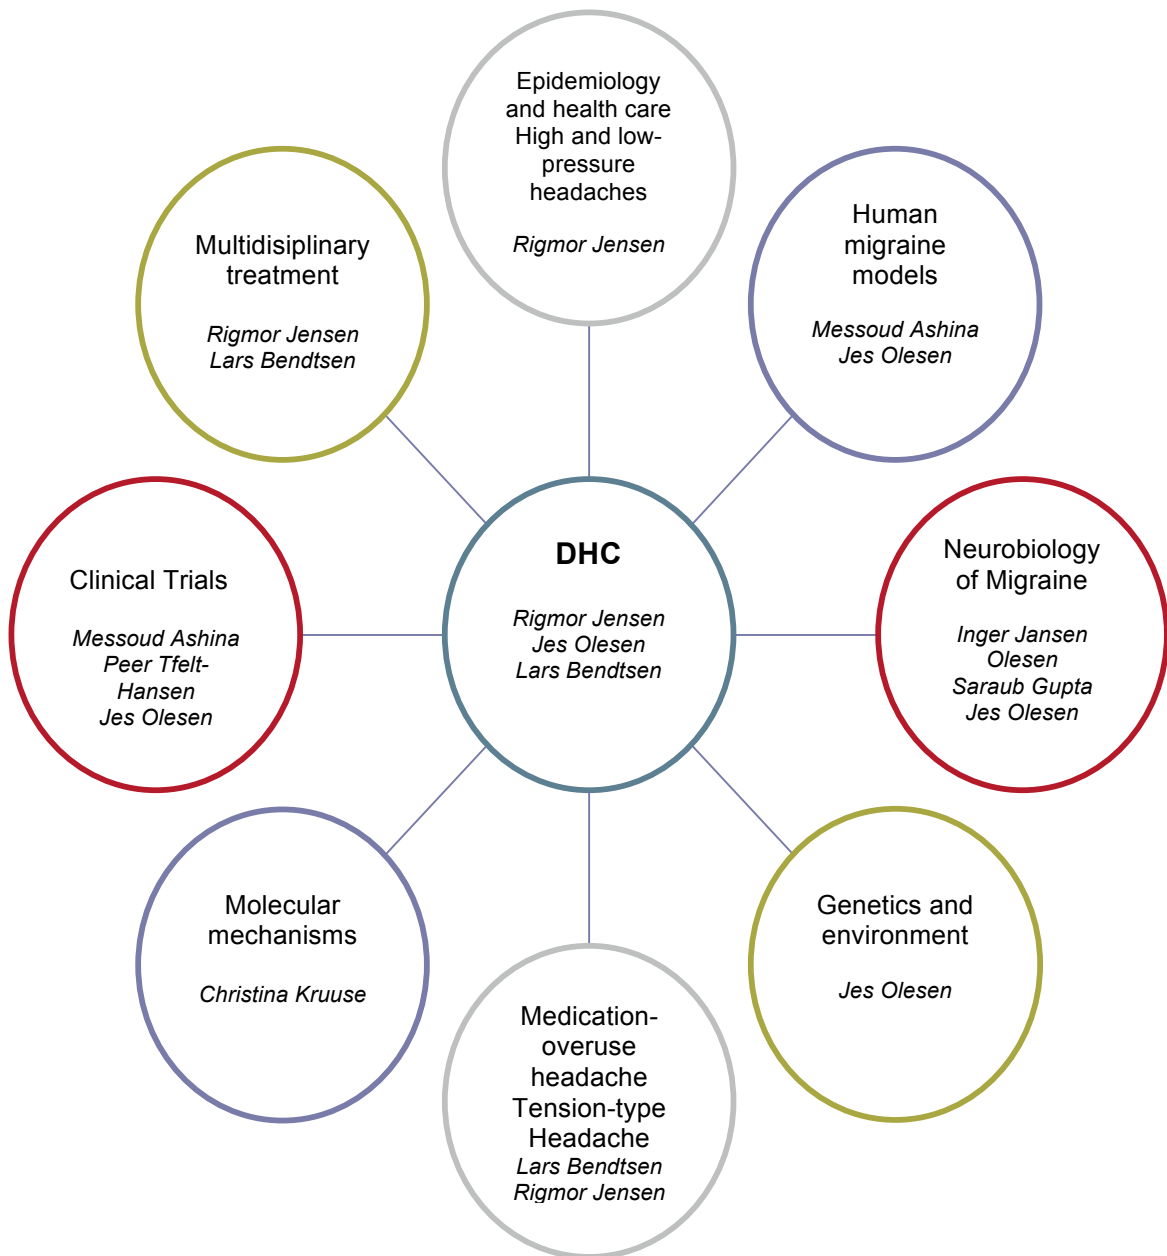 Epidemiology
and health care
High and low-
pressure
headaches
Rigmor Jensen
Human
migraine
models
Messoud Ashina
Jes Olesen
Multidisiplinary
treatment
Rigmor Jensen
Lars Bendtsen
DHC
Rigmor Jensen
Jes Olesen
Lars Bendtsen
Neurobiology
of Migraine
Inger Jansen
Olesen
Saraub Gupta
Jes Olesen
Clinical Trials
Messoud Ashina
Peer Tfelt-
Hansen
Jes Olesen
Molecular
mechanisms
Christina Kruuse
Genetics and
environment
Jes Olesen
Medication-
overuse
headache
Tension-type
Headache
Lars Bendtsen
Rigmor Jensen